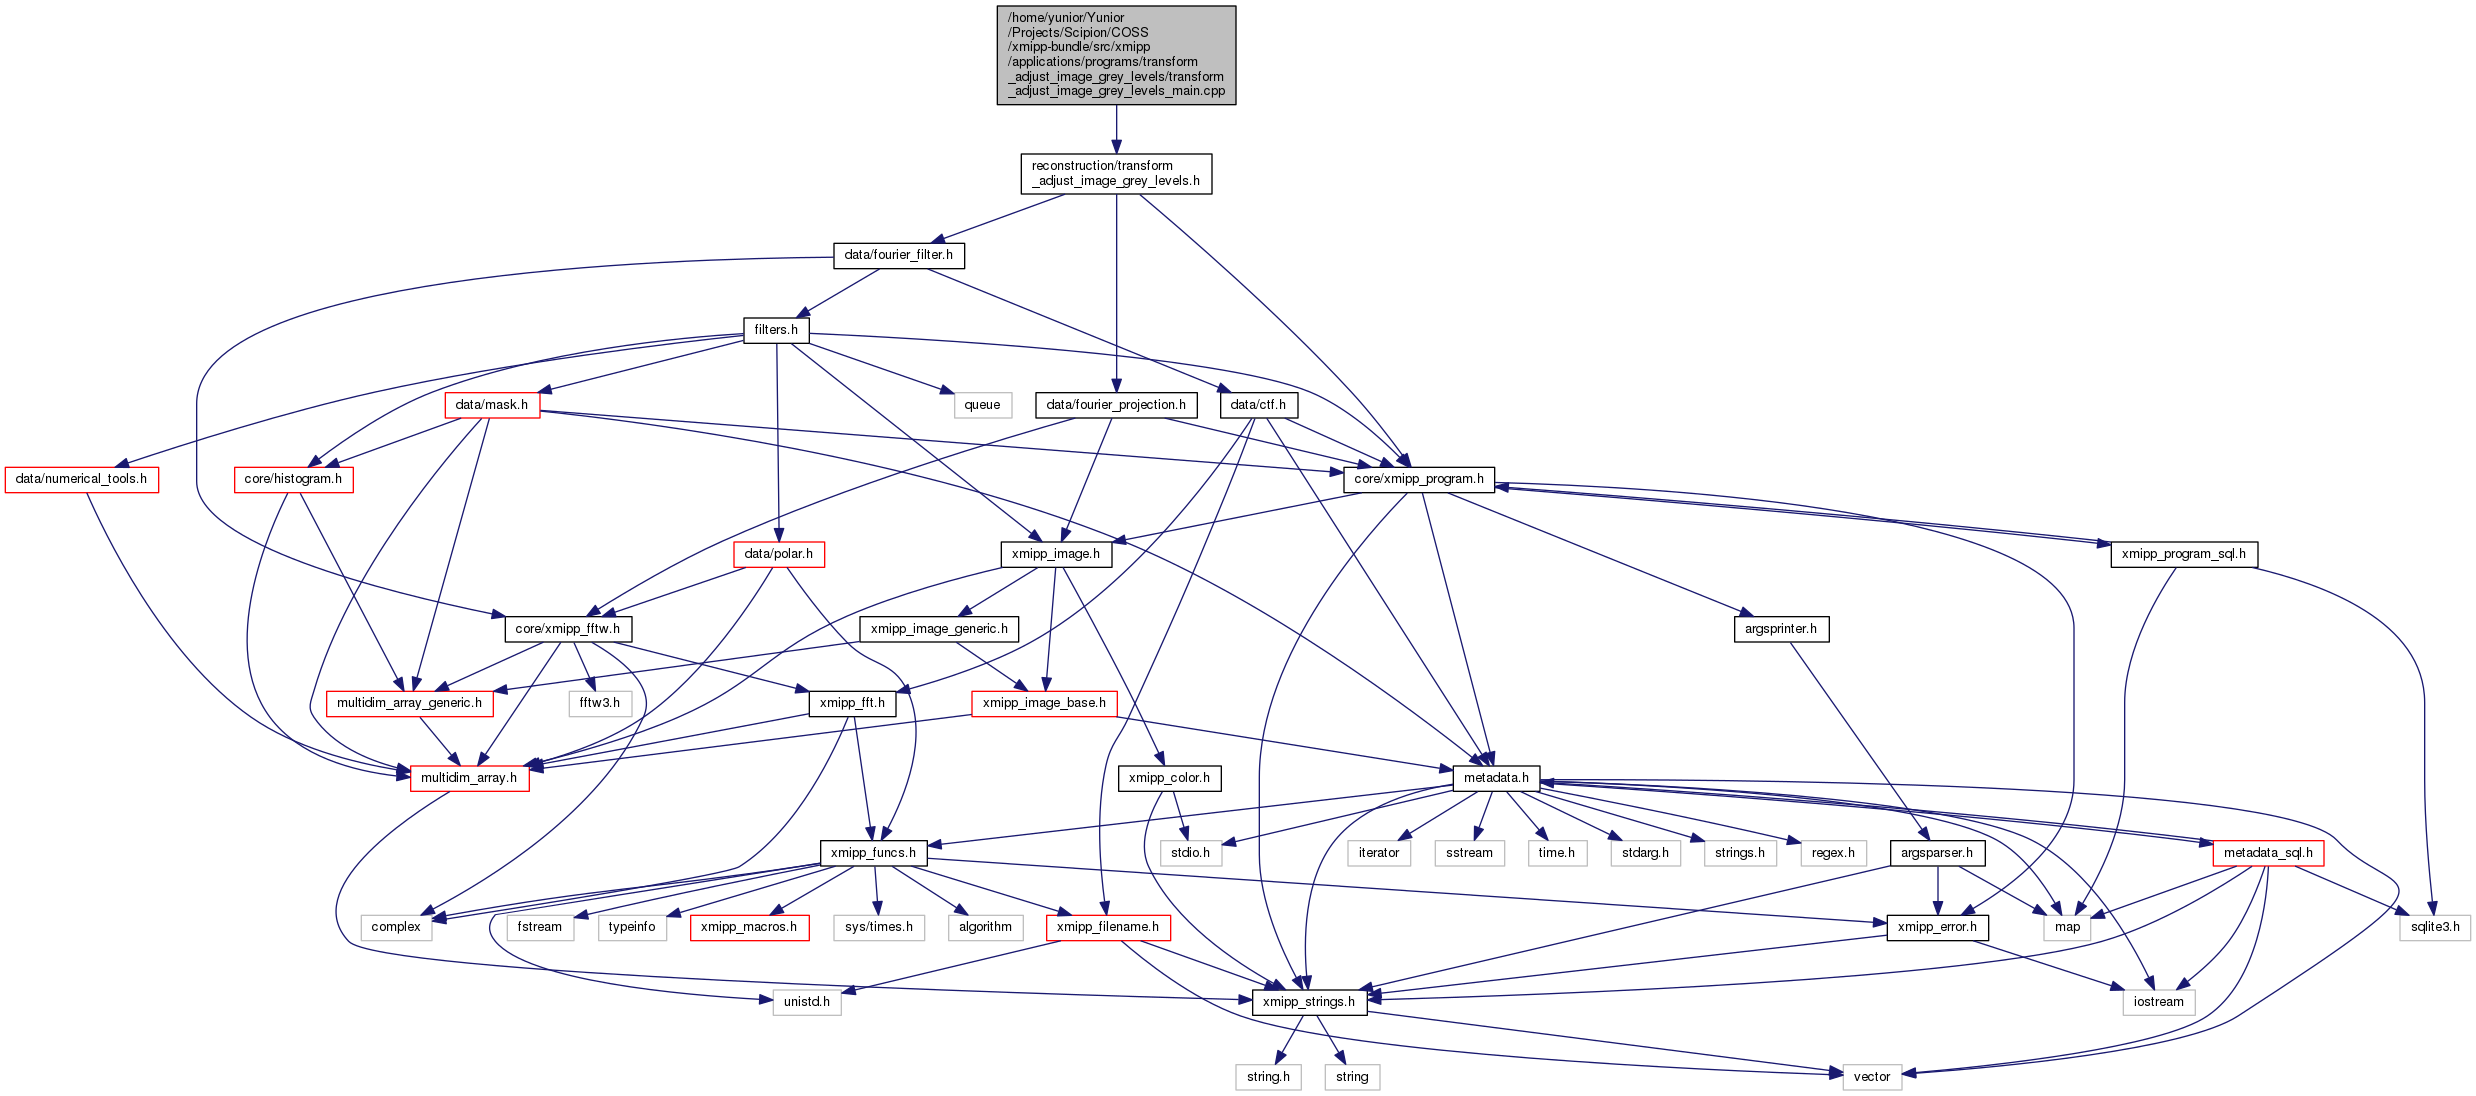 /home/yunior/Yunior
/Projects/Scipion/COSS
/xmipp-bundle/src/xmipp
/applications/programs/transform
_adjust_image_grey_levels/transform
_adjust_image_grey_levels_main.cpp
reconstruction/transform
_adjust_image_grey_levels.h
data/fourier_filter.h
filters.h
data/mask.h
queue
data/fourier_projection.h
data/ctf.h
data/numerical_tools.h
core/histogram.h
core/xmipp_program.h
data/polar.h
xmipp_image.h
xmipp_program_sql.h
core/xmipp_fftw.h
xmipp_image_generic.h
argsprinter.h
multidim_array_generic.h
fftw3.h
xmipp_fft.h
xmipp_image_base.h
multidim_array.h
xmipp_color.h
metadata.h
xmipp_funcs.h
stdio.h
iterator
sstream
time.h
stdarg.h
strings.h
regex.h
argsparser.h
metadata_sql.h
complex
fstream
typeinfo
xmipp_macros.h
sys/times.h
algorithm
xmipp_filename.h
xmipp_error.h
map
sqlite3.h
unistd.h
xmipp_strings.h
iostream
string.h
string
vector